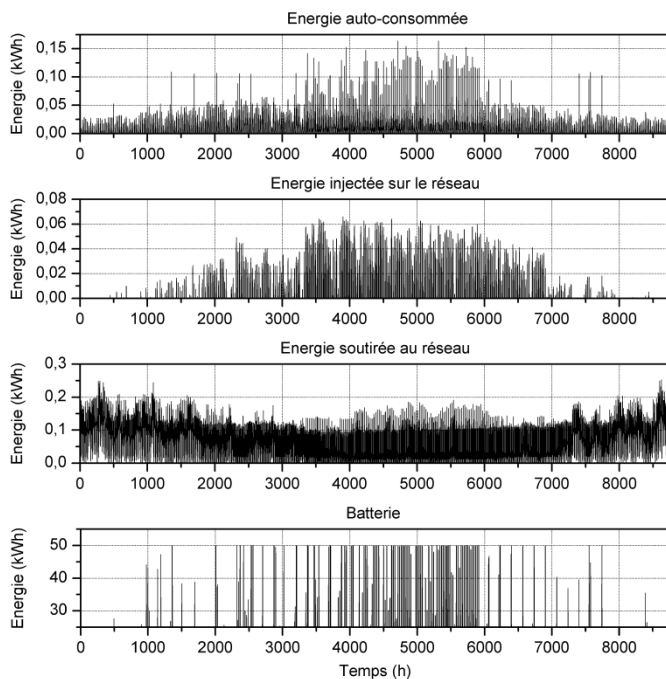 Energie auto-consommée
Energie (kWh)
0,15
0,10
0,05
0,00
0 1000 2000 3000 4000 5000 6000 7000 8000
Energie injectée sur le réseau
Energie (kWh)
0,08
0,06
0,04
0,02
0,00
0 1000 2000 3000 4000 5000 6000 7000 8000
Energie soutirée au réseau
Energie (kWh)
0,3
0,2
0,1
0,0
0 1000 2000 3000 4000 5000 6000 7000 8000
Batterie
Energie (kWh)
50
40
30
0 1000 2000 3000 4000 5000 6000 7000 8000
Temps (h)